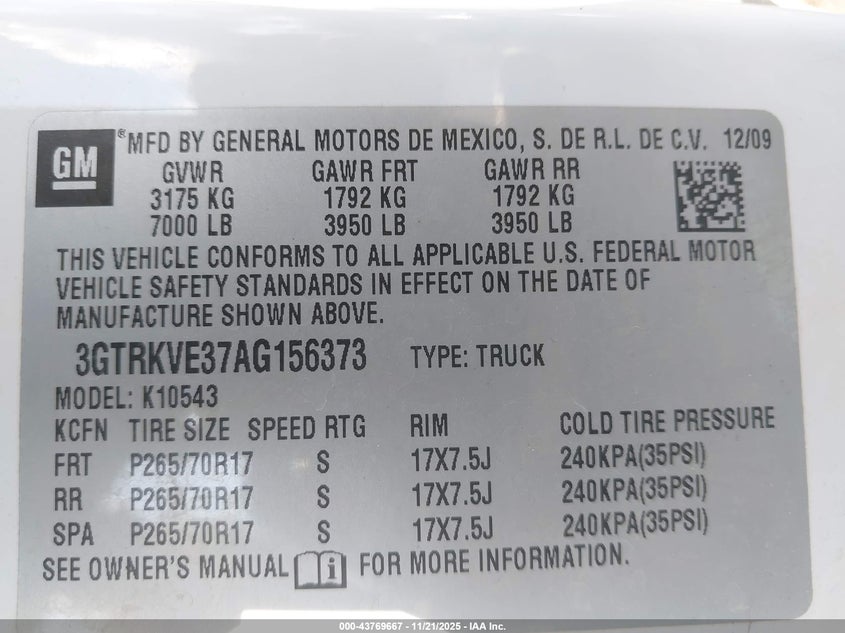 GM ® MFD BY GENERAL MOTORS DE MEXICO, S. DE R.L. DE C.V. 12/09
GVWR GAWR FRT GAWR RR
3175 KG 1792 KG 1792 KG
7000 LB 3950 LB 3950 LB
THIS VEHICLE CONFORMS TO ALL APPLICABLE U.S. FEDERAL MOTOR
VEHICLE SAFETY STANDARDS IN EFFECT ON THE DATE OF
MANUFACTURE SHOWN ABOVE.
3GTRKVE37AG156373 TYPE: TRUCK
MODEL: K10543
KCFN TIRE SIZE SPEED RTG RIM COLD TIRE PRESSURE
FRT P265/70R17 S 17X7.5J 240KPA(35PSI)
RR P265/70R17 S 17X7.5J 240KPA(35PSI)
SPA P265/70R17 S 17X7.5J 240KPA(35PSI)
SEE OWNER'S MANUAL i FOR MORE INFORMATION.
000-43769667 - 11/21/2025 - IAA Inc.